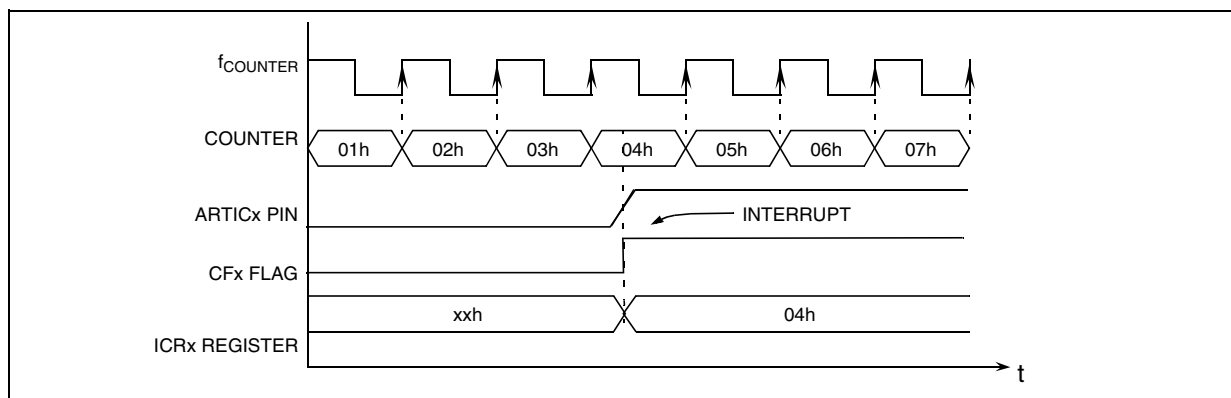 fCOUNTER
COUNTER
01h 02h 03h 04h 05h 06h 07h
ARTICx PIN
INTERRUPT
CFx FLAG
xxh 04h
ICRx REGISTER
t